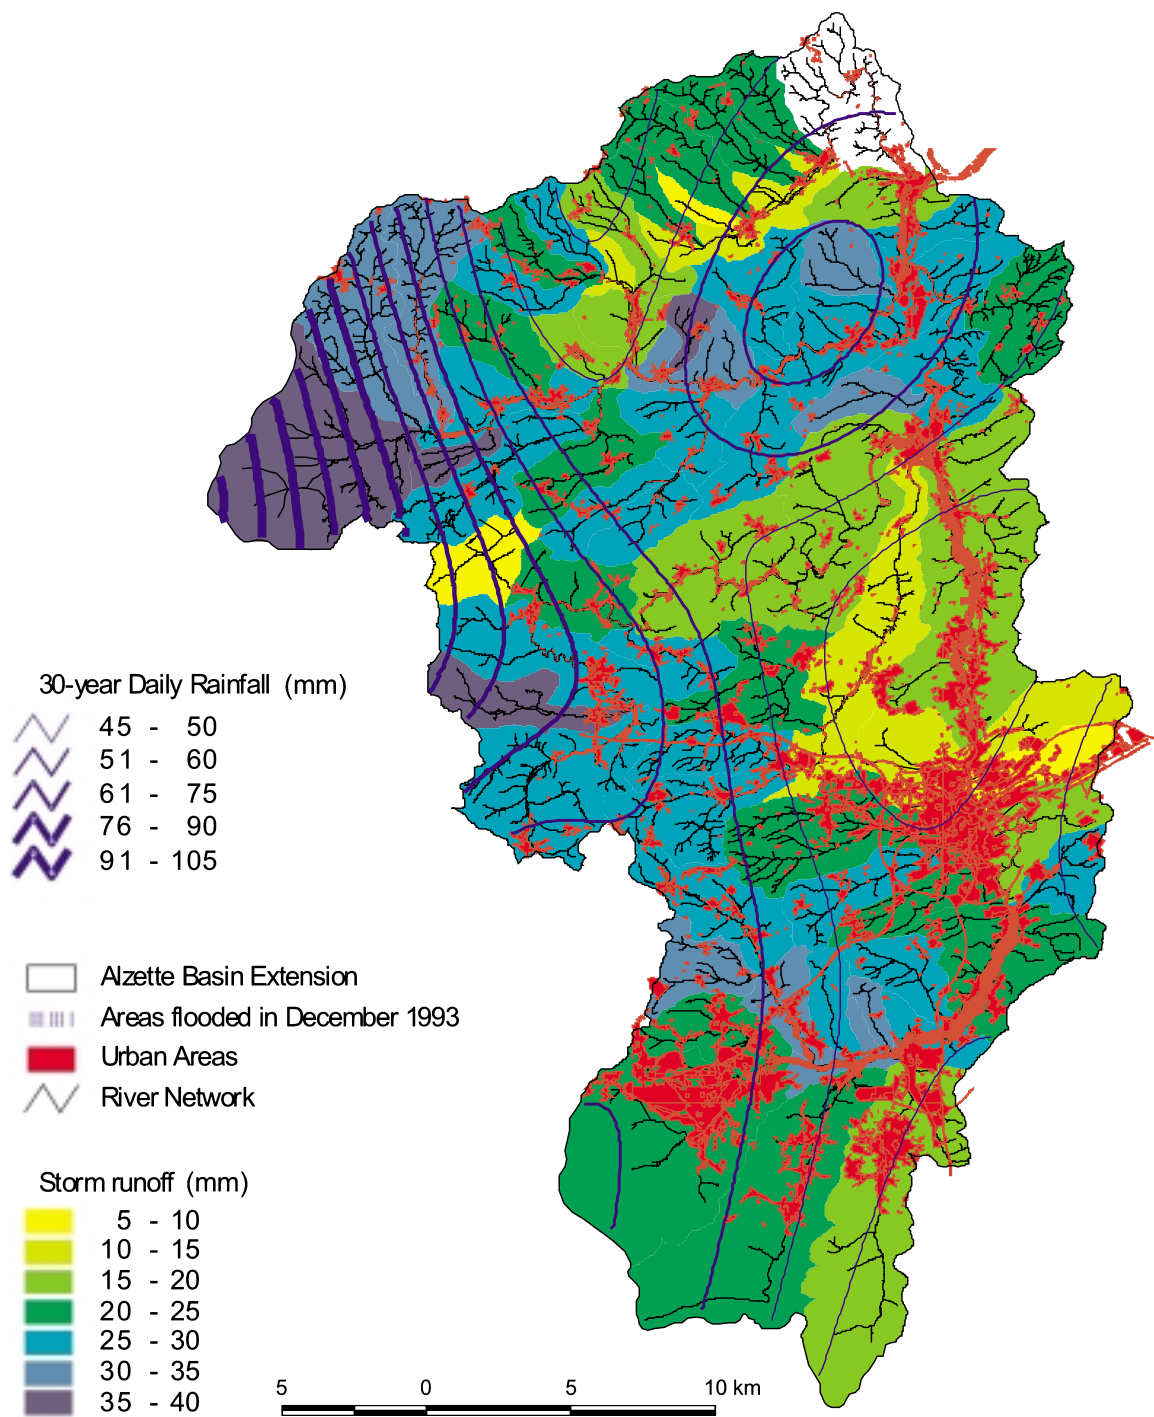 30-year Daily Rainfall (mm)
45 - 50
51 - 60
61 - 75
76 - 90
91 - 105
Alzette Basin Extension
Areas flooded in December 1993
Urban Areas
River Network
Storm runoff (mm)
5 - 10
10 - 15
15 - 20
20 - 25
25 - 30
30 - 35
35 - 40
5 0 5 10 km